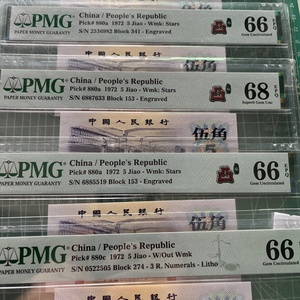 PMG
PAPER MONEY GUARANTY
China / People's Republic
Pick# 880a 1972 5 Jiao - Wmk: Stars
S/N 2530982 Block 341 - Engraved
66 EPQ
Gem Uncirculated
PMG
PAPER MONEY GUARANTY
China / People's Republic
Pick# 880a 1972 5 Jiao - Wmk: Stars
S/N 6887633 Block 153 - Engraved
68 EPQ
Superb Gem Unc
中国人民银行
伍角
PMG
PAPER MONEY GUARANTY
China / People's Republic
Pick# 880a 1972 5 Jiao - Wmk: Stars
S/N 6885519 Block 153 - Engraved
66 EPQ
Gem Uncirculated
中国人民银行
伍角
PMG
PAPER MONEY GUARANTY
China / People's Republic
Pick# 880c 1972 5 Jiao - W/Out Wmk
S/N 0522505 Block 274 - 3 R. Numerals - Litho
66
Gem Uncirculated